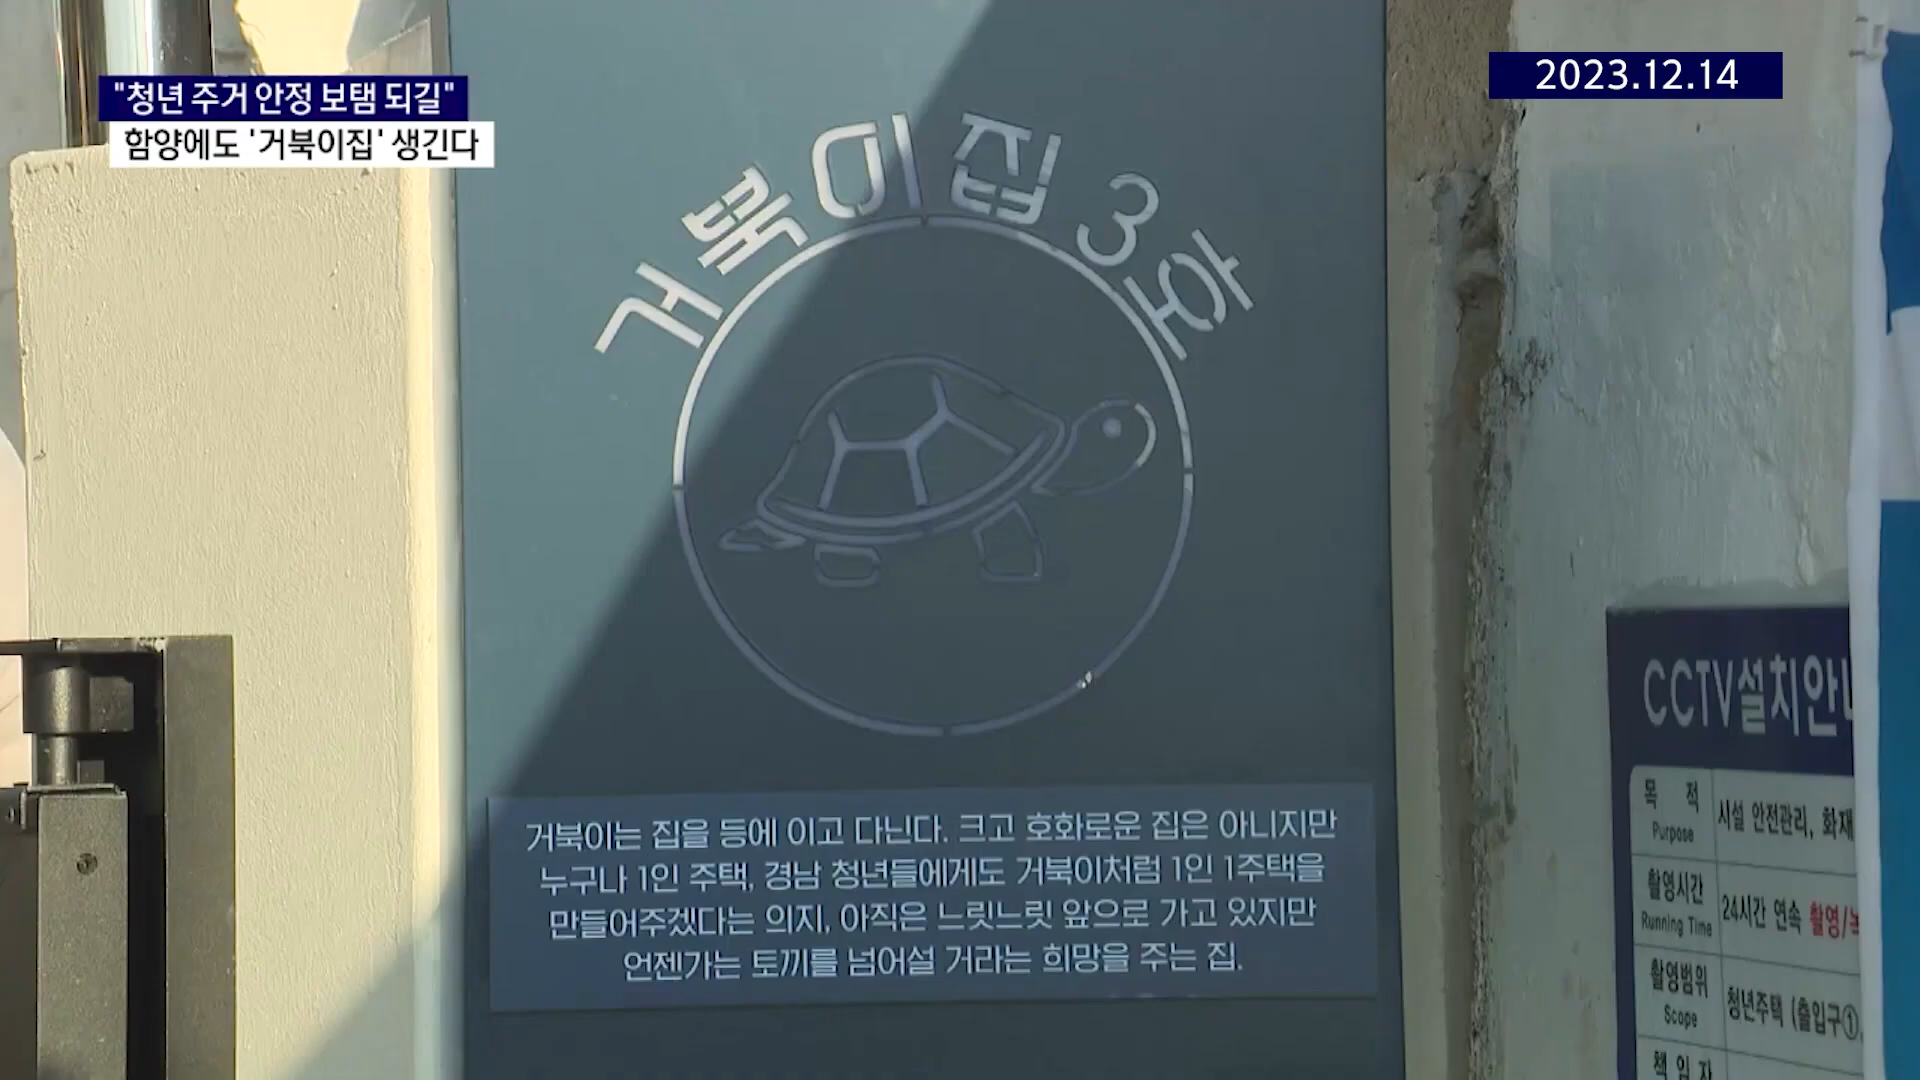 "청년 주거 안정 보탬 되길"
함양에도 '거북이집' 생긴다
2023.12.14
거북이집 3호
거북이는 집을 등에 이고 다닌다. 크고 호화로운 집은 아니지만
누구나 1인 주택, 경남 청년들에게도 거북이처럼 1인 1주택을
만들어주겠다는 의지, 아직은 느릿느릿 앞으로 가고 있지만
언젠가는 토끼를 넘어설 거라는 희망을 주는 집.
CCTV설치안
목 적
Purpose
시설 안전관리, 화재
촬영시간
Running Time
24시간 연속 촬영/
촬영범위
Scope
청년주택 (출입구①,
책 임 자